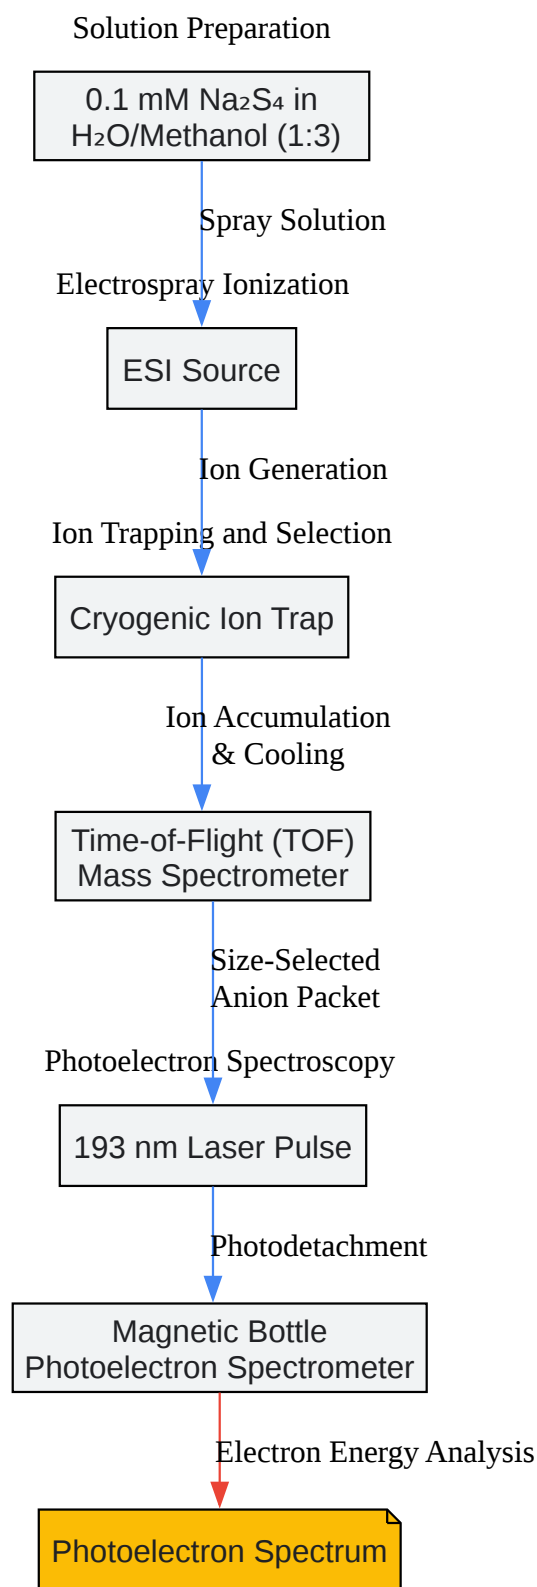 Solution Preparation
0.1 mM Na₂S₄ in
H₂O/Methanol (1:3)
Spray Solution
Electrospray Ionization
ESI Source
Ion Generation
Ion Trapping and Selection
Cryogenic Ion Trap
Ion Accumulation
& Cooling
Time-of-Flight (TOF)
Mass Spectrometer
Size-Selected
Anion Packet
Photoelectron Spectroscopy
193 nm Laser Pulse
Photodetachment
Magnetic Bottle
Photoelectron Spectrometer
Electron Energy Analysis
Photoelectron Spectrum